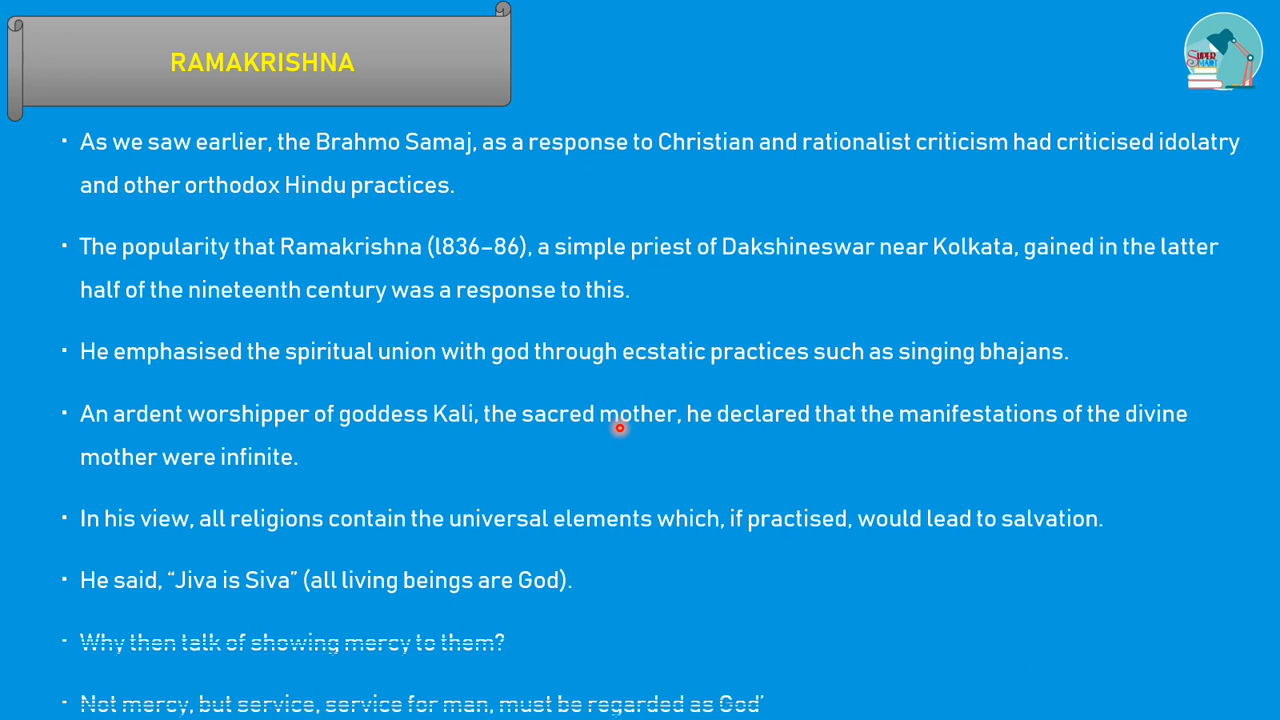 RAMAKRISHNA
SUPER
SMART
· As we saw earlier, the Brahmo Samaj, as a response to Christian and rationalist criticism had criticised idolatry
and other orthodox Hindu practices.
· The popularity that Ramakrishna (l836–86), a simple priest of Dakshineswar near Kolkata, gained in the latter
half of the nineteenth century was a response to this.
· He emphasised the spiritual union with god through ecstatic practices such as singing bhajans.
· An ardent worshipper of goddess Kali, the sacred mother, he declared that the manifestations of the divine
mother were infinite.
· In his view, all religions contain the universal elements which, if practised, would lead to salvation.
· He said, “Jiva is Siva” (all living beings are God).
· Why then talk of showing mercy to them?
· Not mercy, but service, service for man, must be regarded as God’